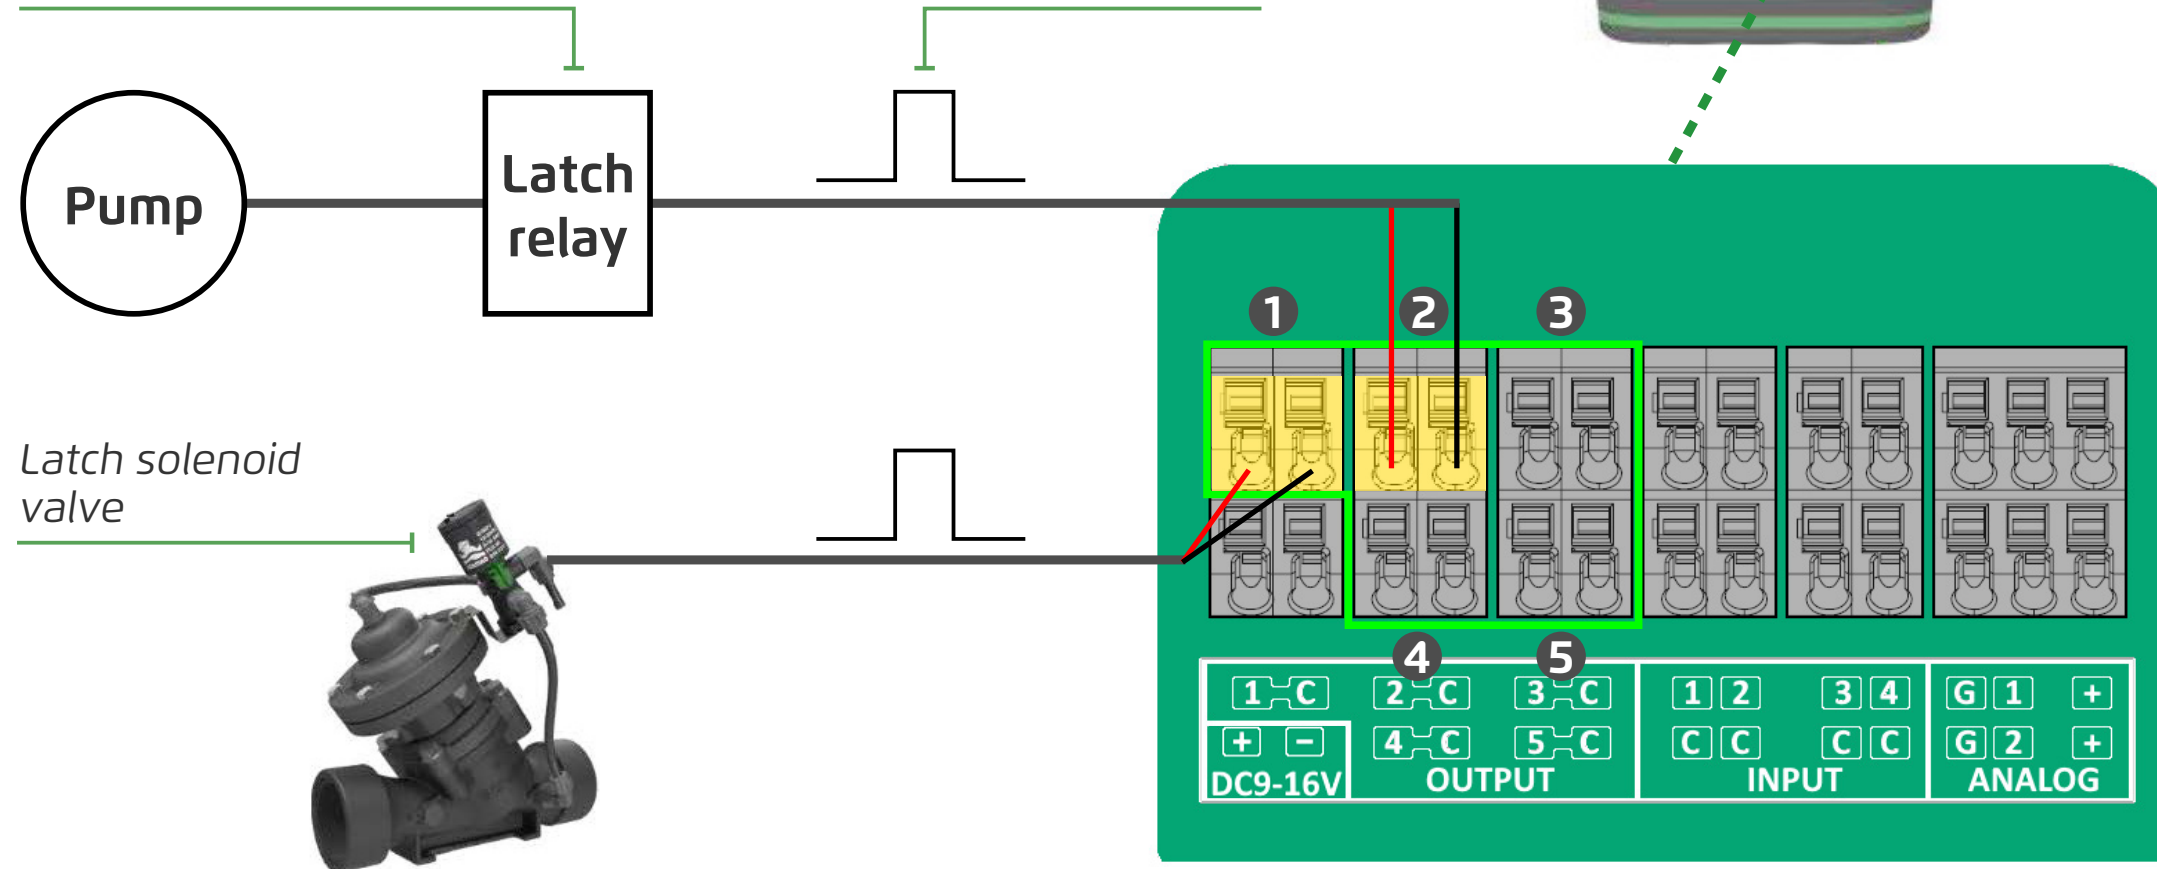 Pump
Latch
relay
Latch solenoid
valve
1 2 3
4 5
1 C 2 C 3 C 1 2 3 4 G 1 +
+ − 4 C 5 C C C C C G 2 +
DC9-16V OUTPUT INPUT ANALOG